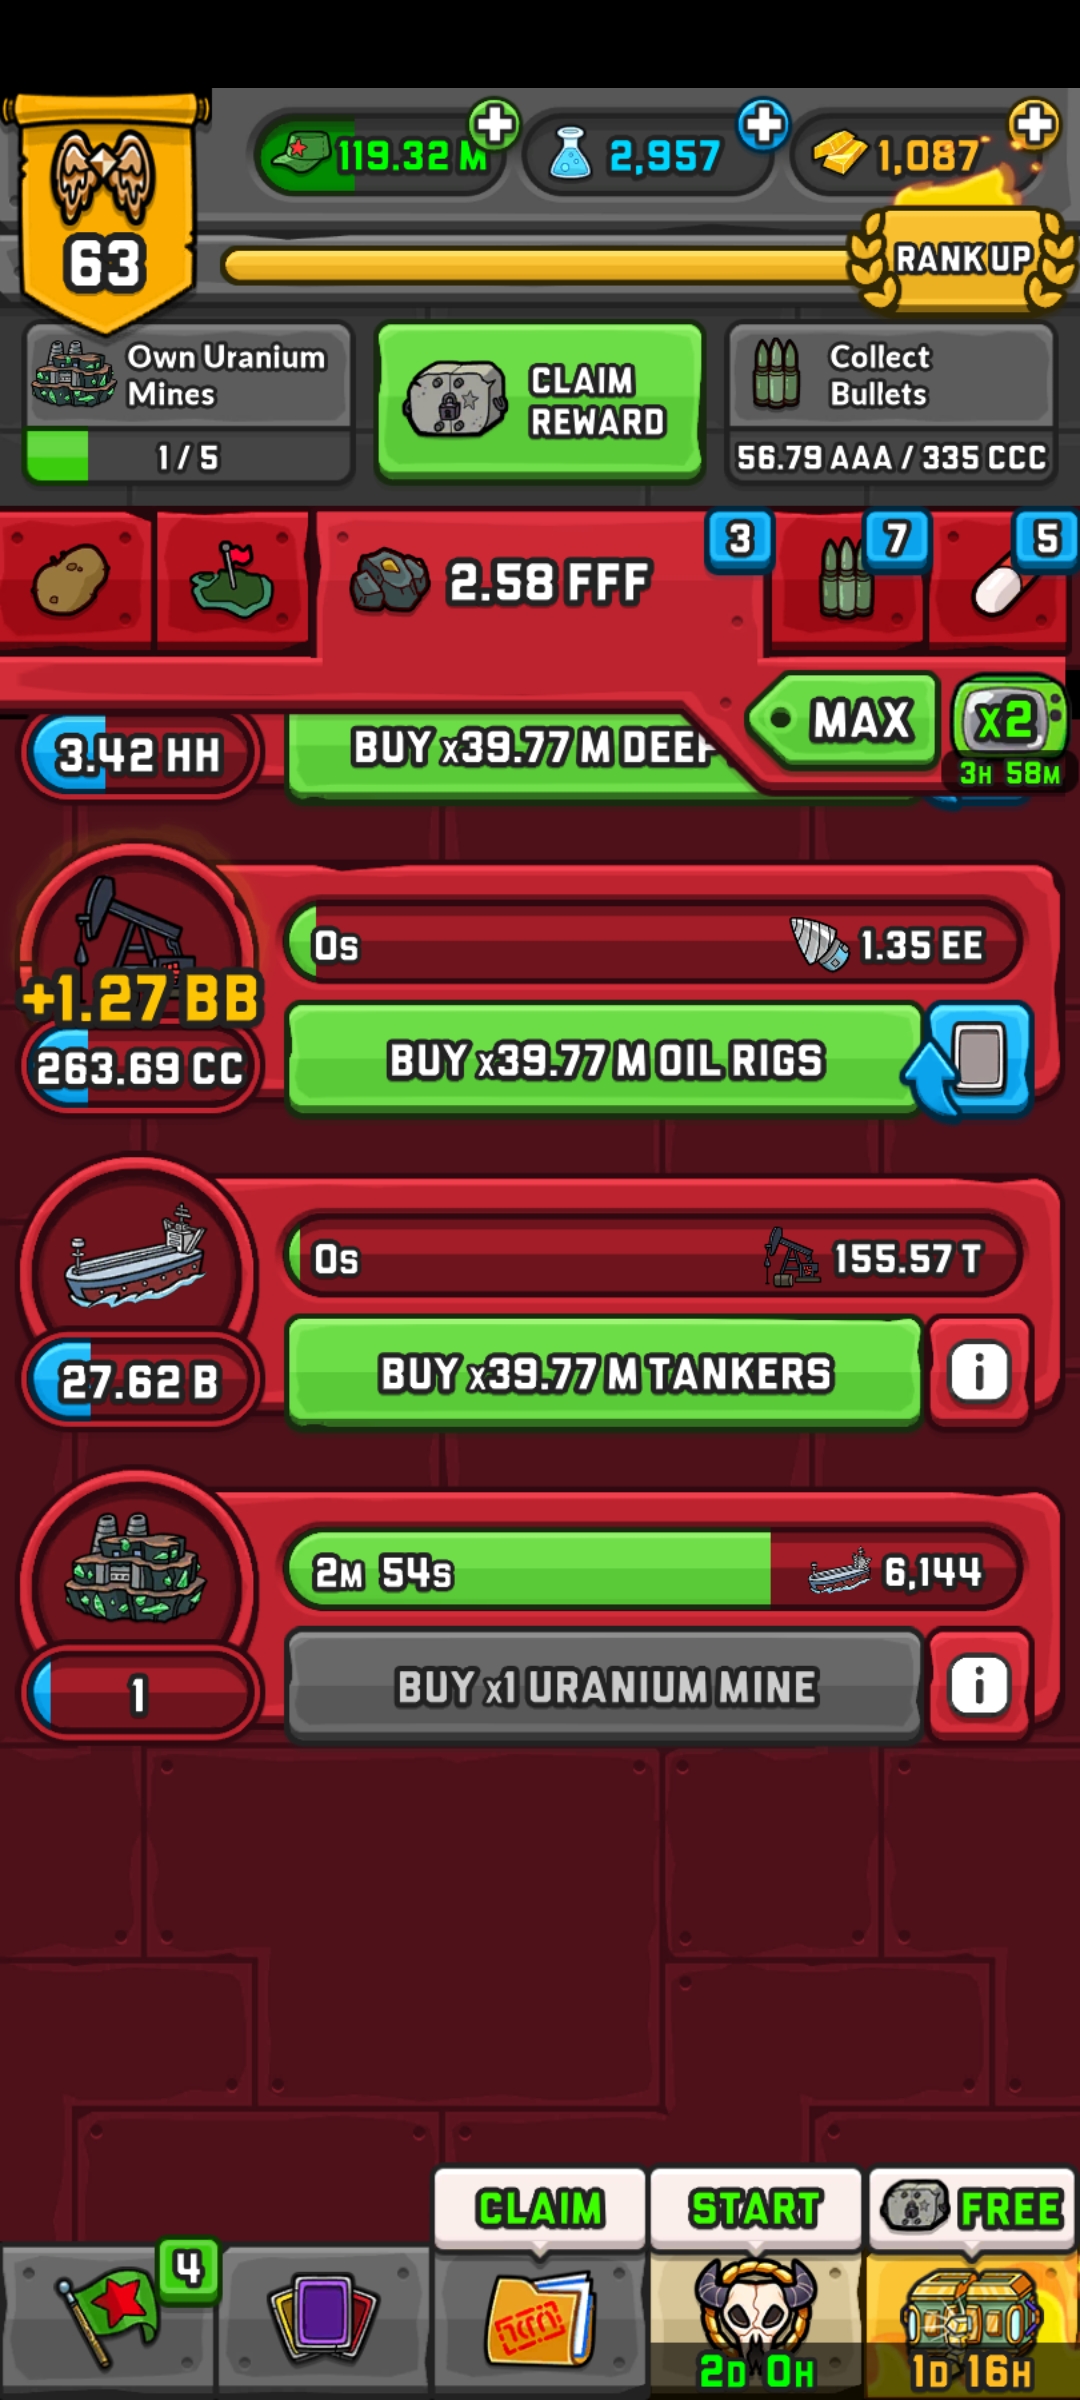 119.32 M
2,957
1,087
63
RANK UP
Own Uranium
Mines
1 / 5
CLAIM
REWARD
Collect
Bullets
56.79 AAA / 335 CCC
2.58 FFF
3
7
5
MAX
x2
3H 58M
3.42 HH
BUY x39.77 M DEEP
0s
1.35 EE
+1.27 BB
263.69 CC
BUY x39.77 M OIL RIGS
0s
155.57 T
27.62 B
BUY x39.77 M TANKERS
i
2M 54s
6,144
1
BUY x1 URANIUM MINE
i
CLAIM
START
FREE
4
2D 0H
1D 16H